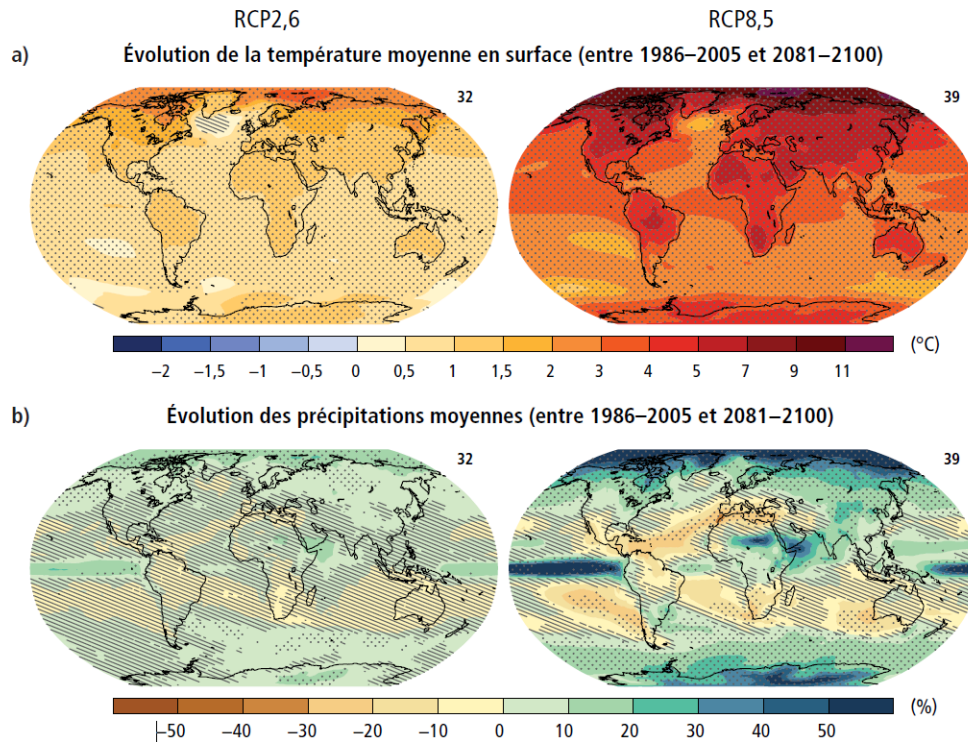 RCP2,6 RCP8,5
a) Évolution de la température moyenne en surface (entre 1986–2005 et 2081–2100)
32 39
–2 –1,5 –1 –0,5 0 0,5 1 1,5 2 3 4 5 7 9 11 (°C)
b) Évolution des précipitations moyennes (entre 1986–2005 et 2081–2100)
32 39
–50 –40 –30 –20 –10 0 10 20 30 40 50 (%)